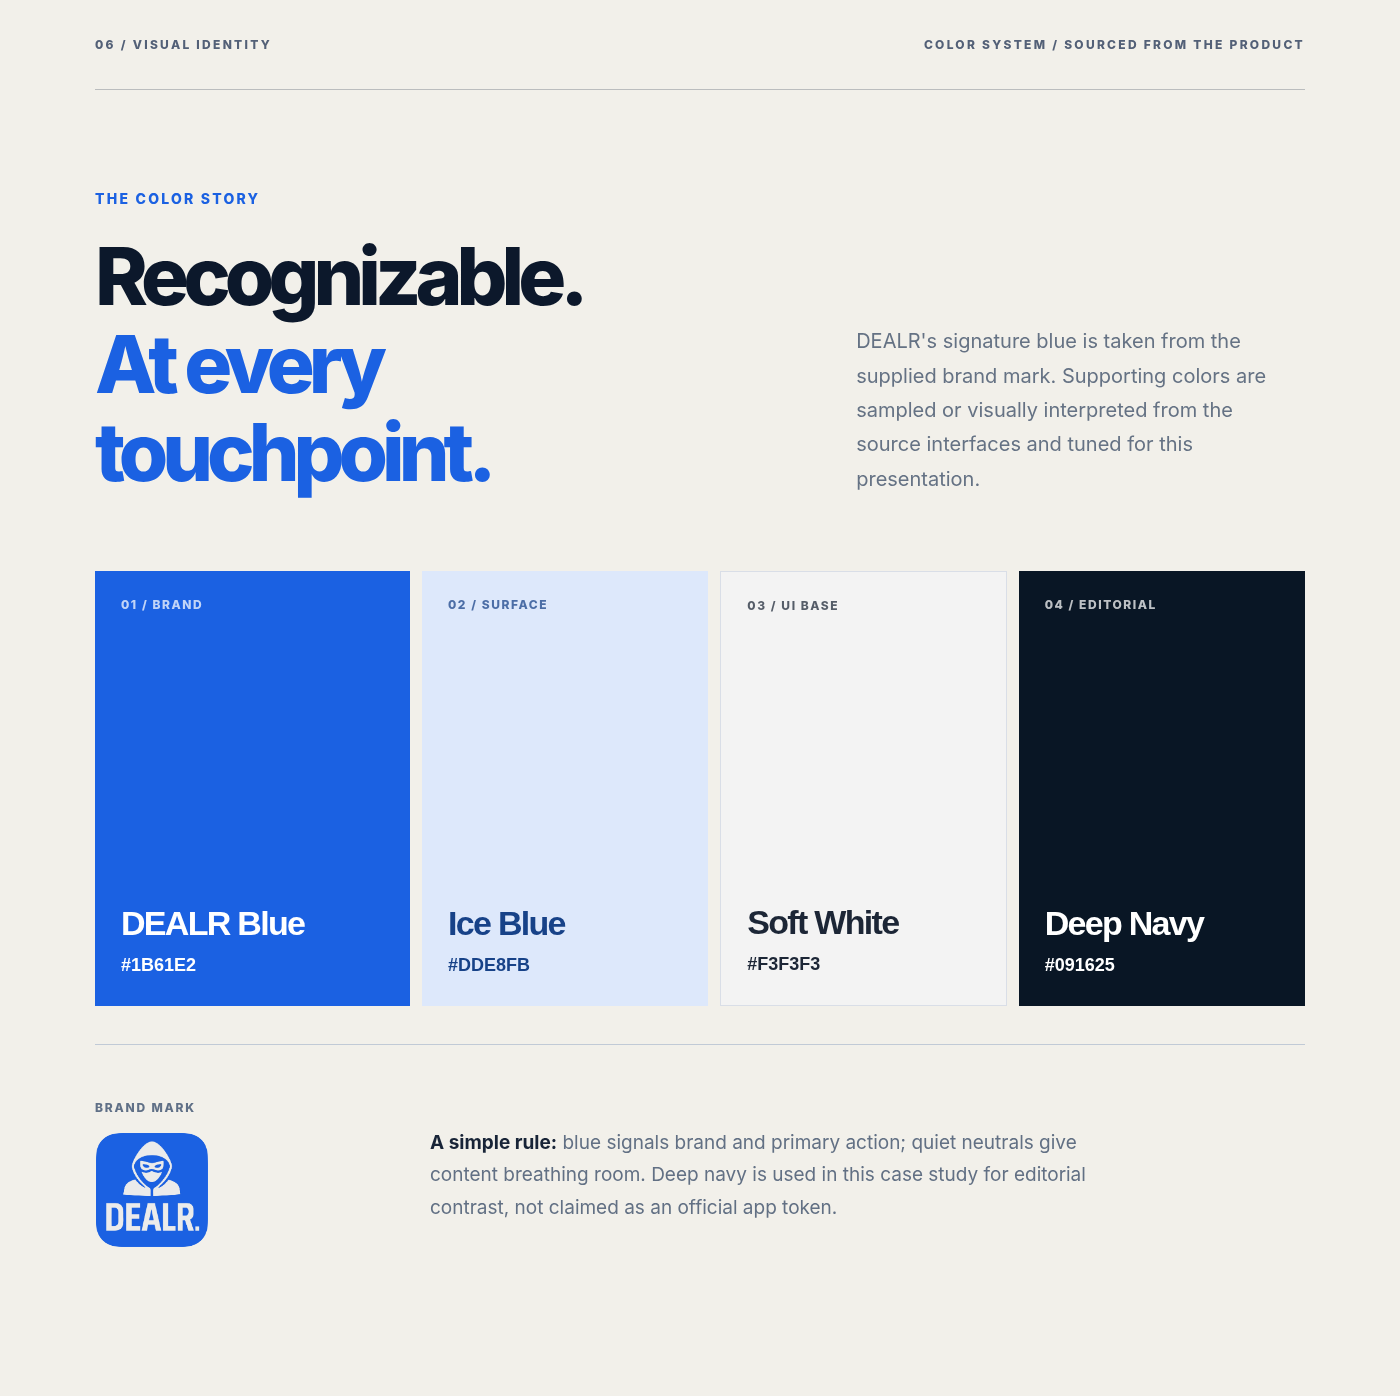 06 / VISUAL IDENTITY
COLOR SYSTEM / SOURCED FROM THE PRODUCT
THE COLOR STORY
Recognizable.
At every
touchpoint.
DEALR's signature blue is taken from the
supplied brand mark. Supporting colors are
sampled or visually interpreted from the
source interfaces and tuned for this
presentation.
01 / BRAND
DEALR Blue
#1B61E2
02 / SURFACE
Ice Blue
#DDE8FB
03 / UI BASE
Soft White
#F3F3F3
04 / EDITORIAL
Deep Navy
#091625
BRAND MARK
DEALR.
A simple rule: blue signals brand and primary action; quiet neutrals give
content breathing room. Deep navy is used in this case study for editorial
contrast, not claimed as an official app token.